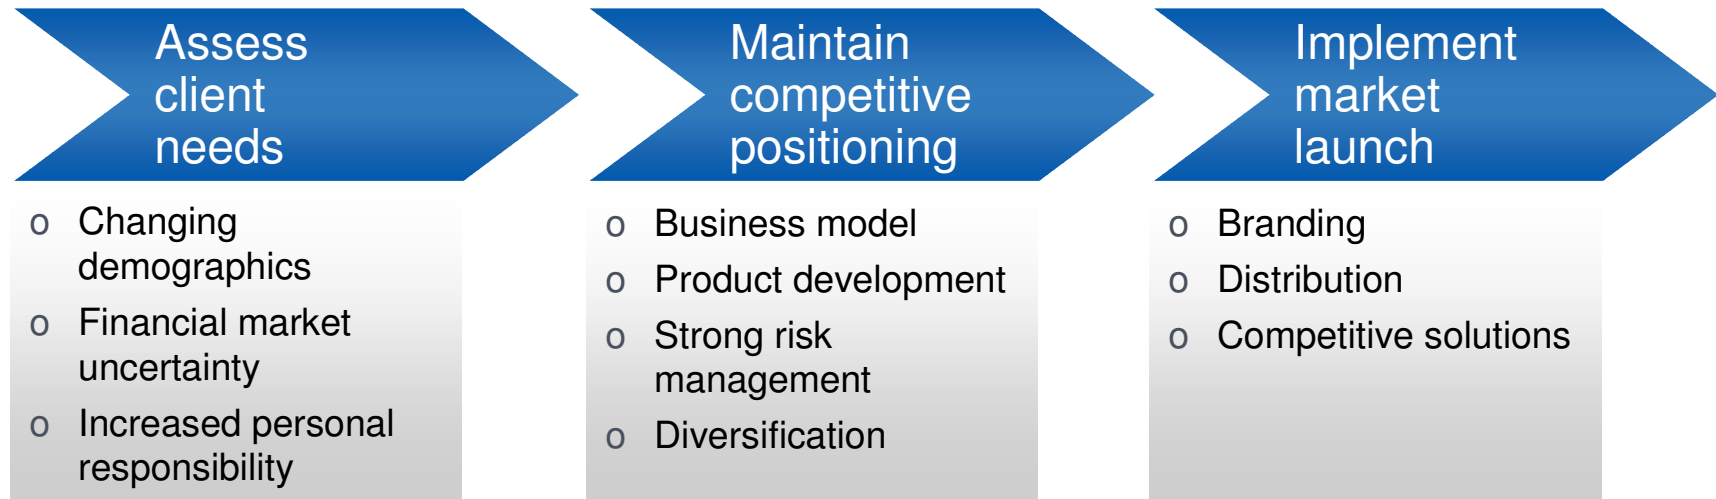 Assess
client
needs
o Changing
demographics
o Financial market
uncertainty
o Increased personal
responsibility
Maintain
competitive
positioning
o Business model
o Product development
o Strong risk
management
o Diversification
Implement
market
launch
o Branding
o Distribution
o Competitive solutions